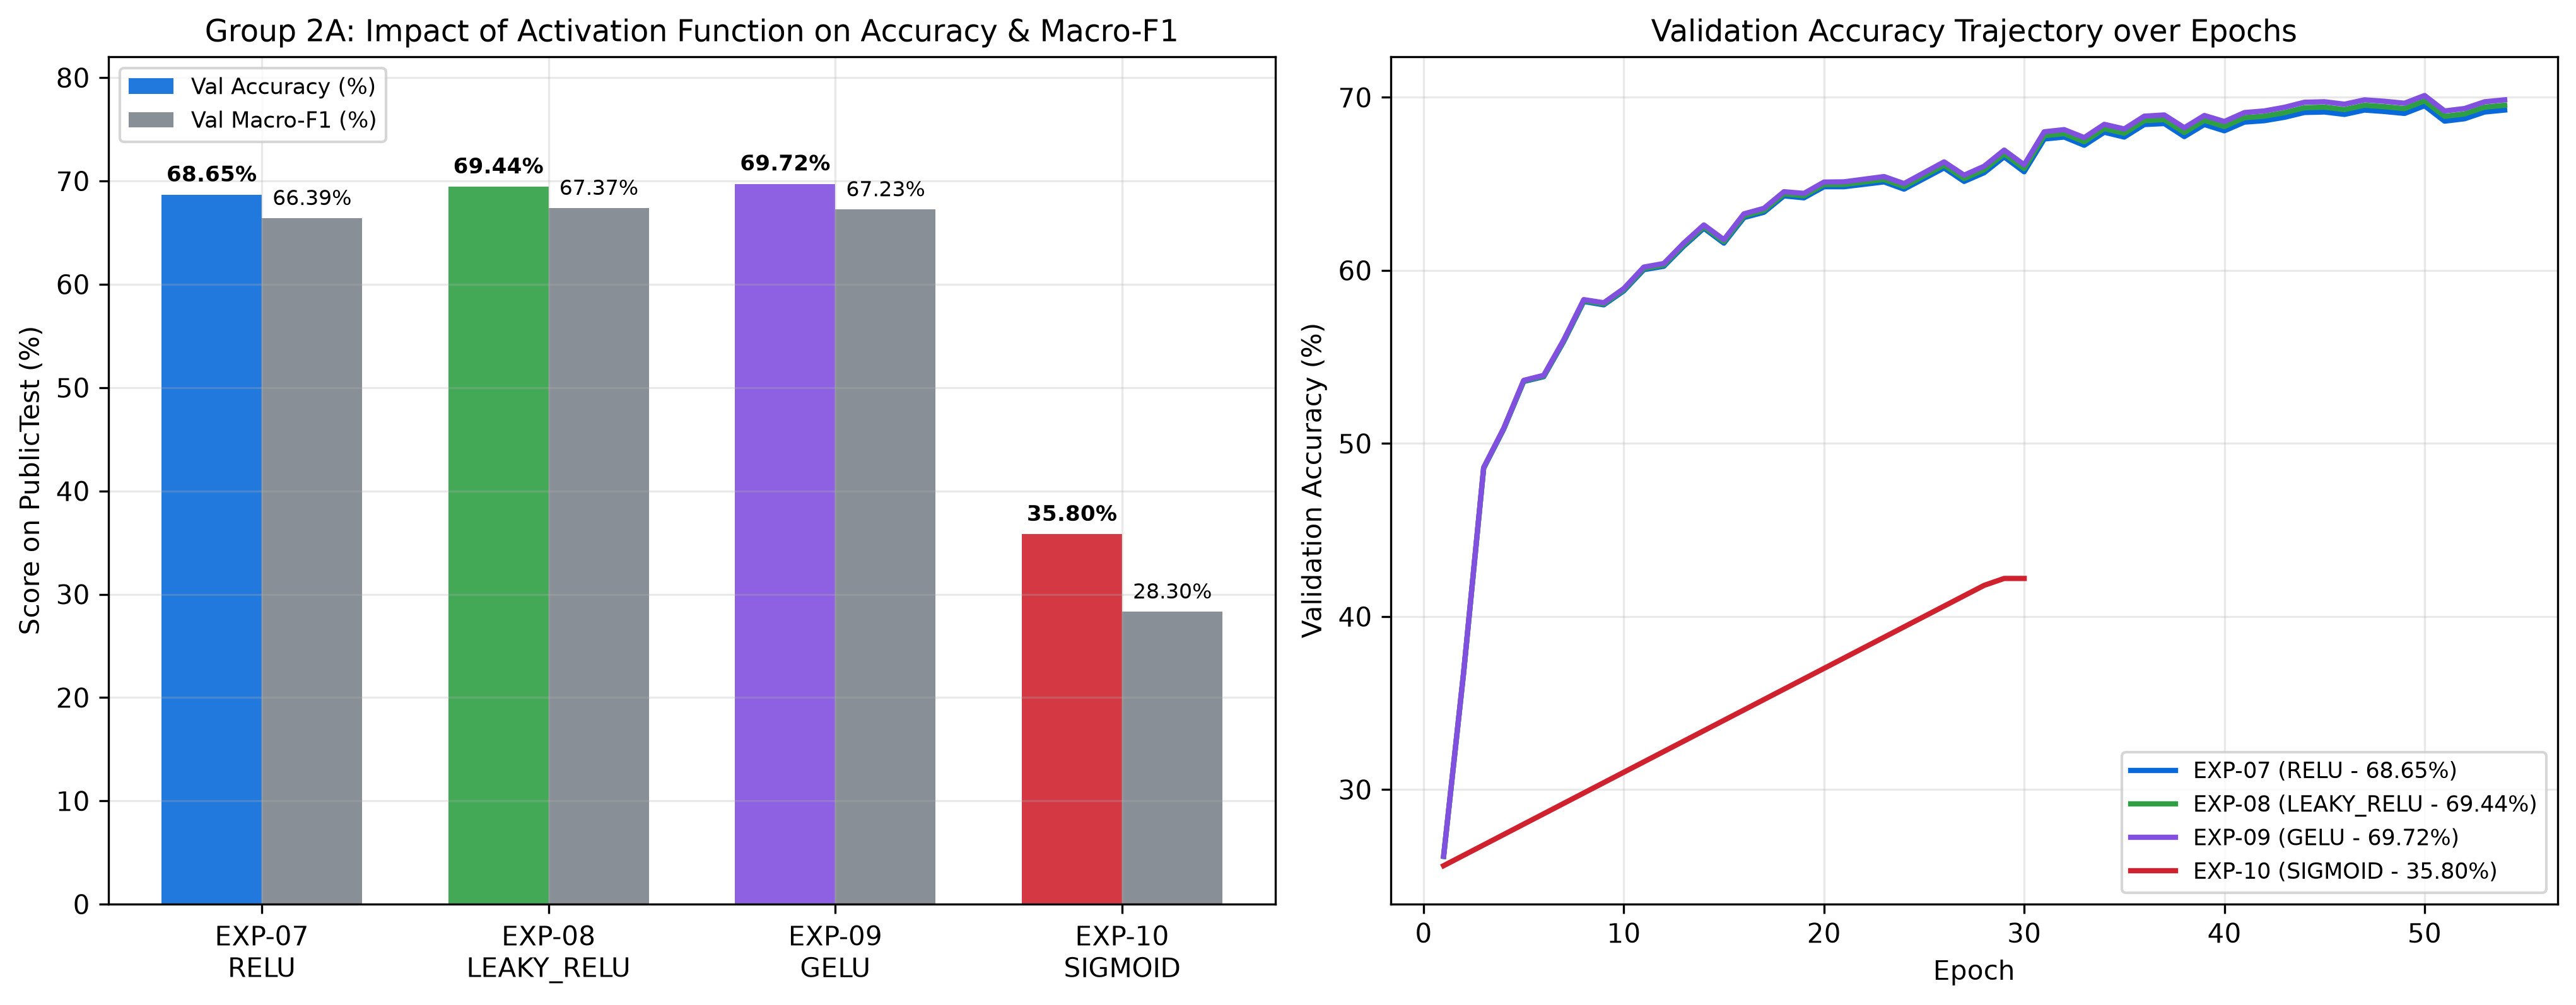 Group 2A: Impact of Activation Function on Accuracy & Macro-F1
Val Accuracy (%)
Val Macro-F1 (%)
Score on PublicTest (%)
80
70
60
50
40
30
20
10
0
68.65%
66.39%
69.44%
67.37%
69.72%
67.23%
35.80%
28.30%
EXP-07
RELU
EXP-08
LEAKY_RELU
EXP-09
GELU
EXP-10
SIGMOID
Validation Accuracy Trajectory over Epochs
Validation Accuracy (%)
70
60
50
40
30
EXP-07 (RELU - 68.65%)
EXP-08 (LEAKY_RELU - 69.44%)
EXP-09 (GELU - 69.72%)
EXP-10 (SIGMOID - 35.80%)
0
10
20
30
40
50
Epoch